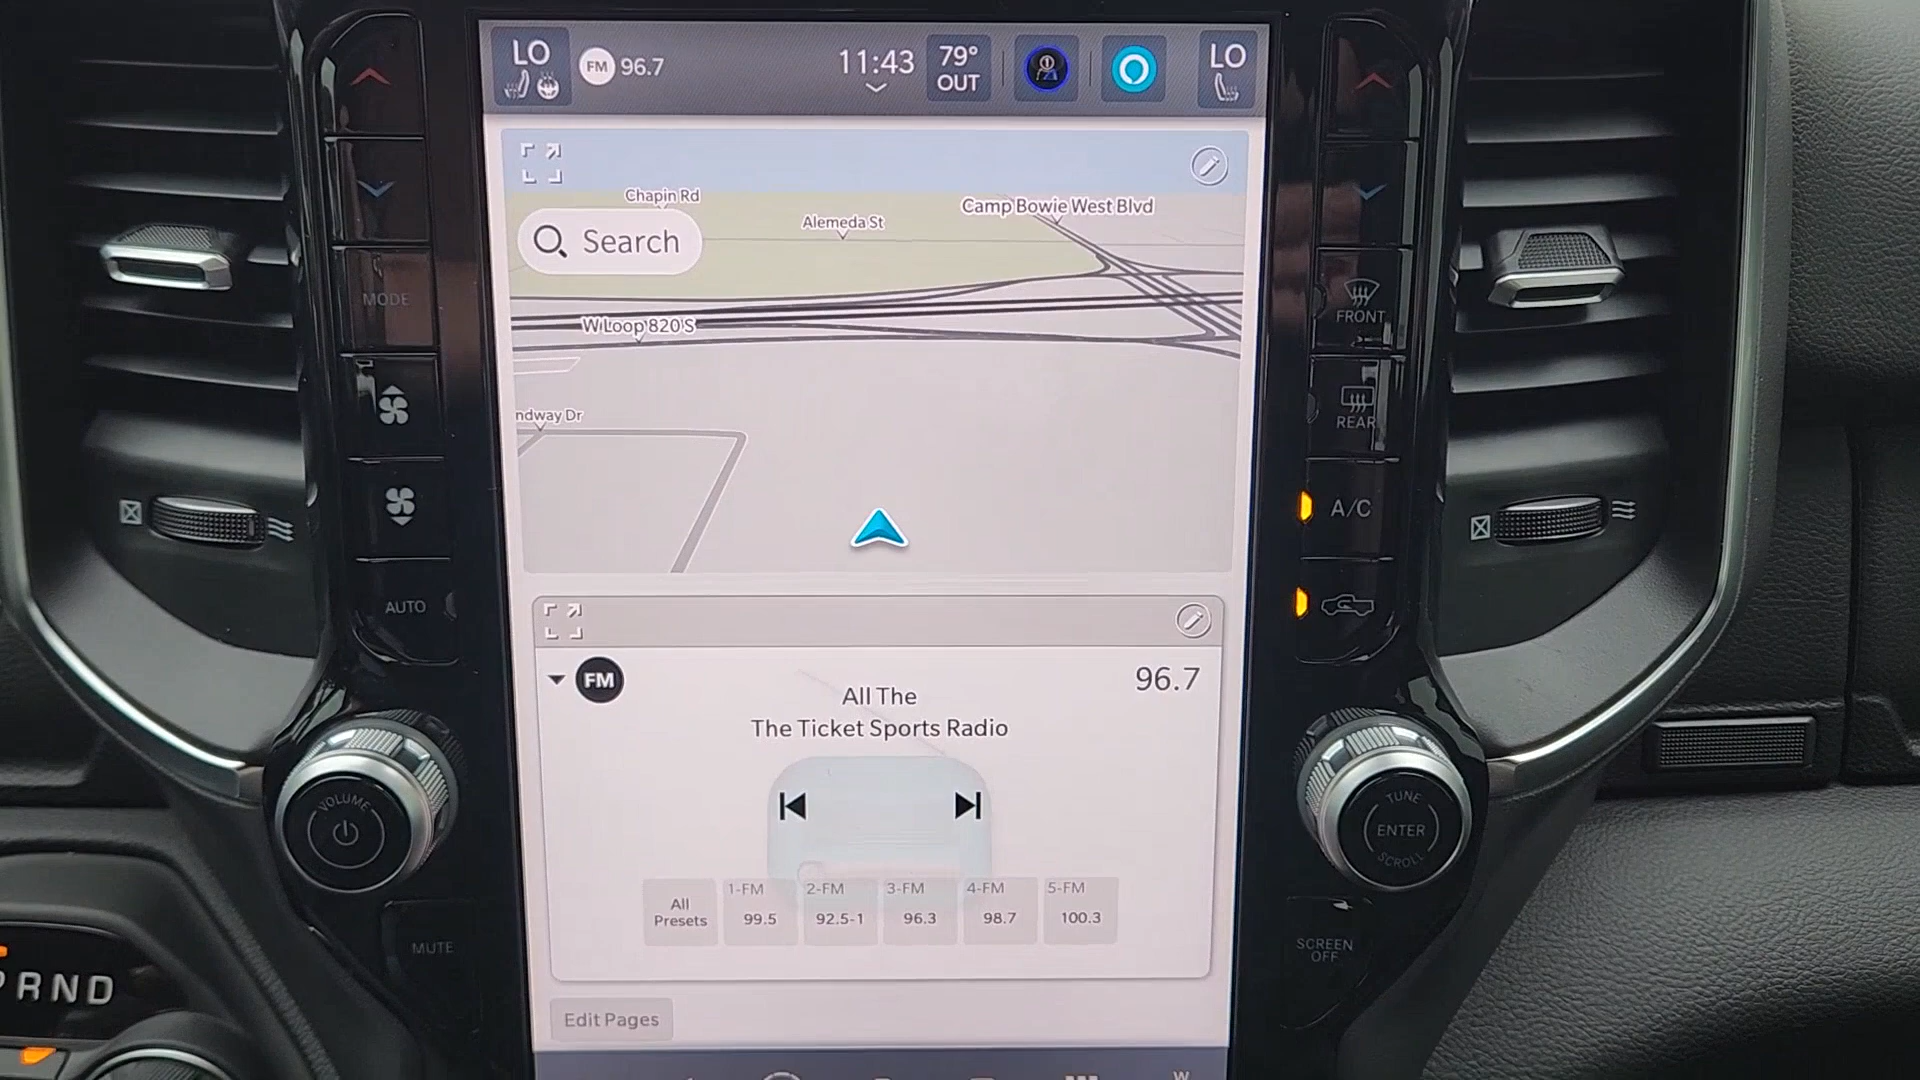 LO
FM 96.7
11:43
79°
OUT
LO
Chapin Rd
Alemeda St
Camp Bowie West Blvd
Search
W Loop 820 S
ndway Dr
MODE
AUTO
FRONT
REAR
A/C
FM
96.7
All The
The Ticket Sports Radio
All
Presets
1-FM
99.5
2-FM
92.5-1
3-FM
96.3
4-FM
98.7
5-FM
100.3
Edit Pages
VOLUME
MUTE
TUNE
ENTER
SCROLL
SCREEN
OFF
PRND
W